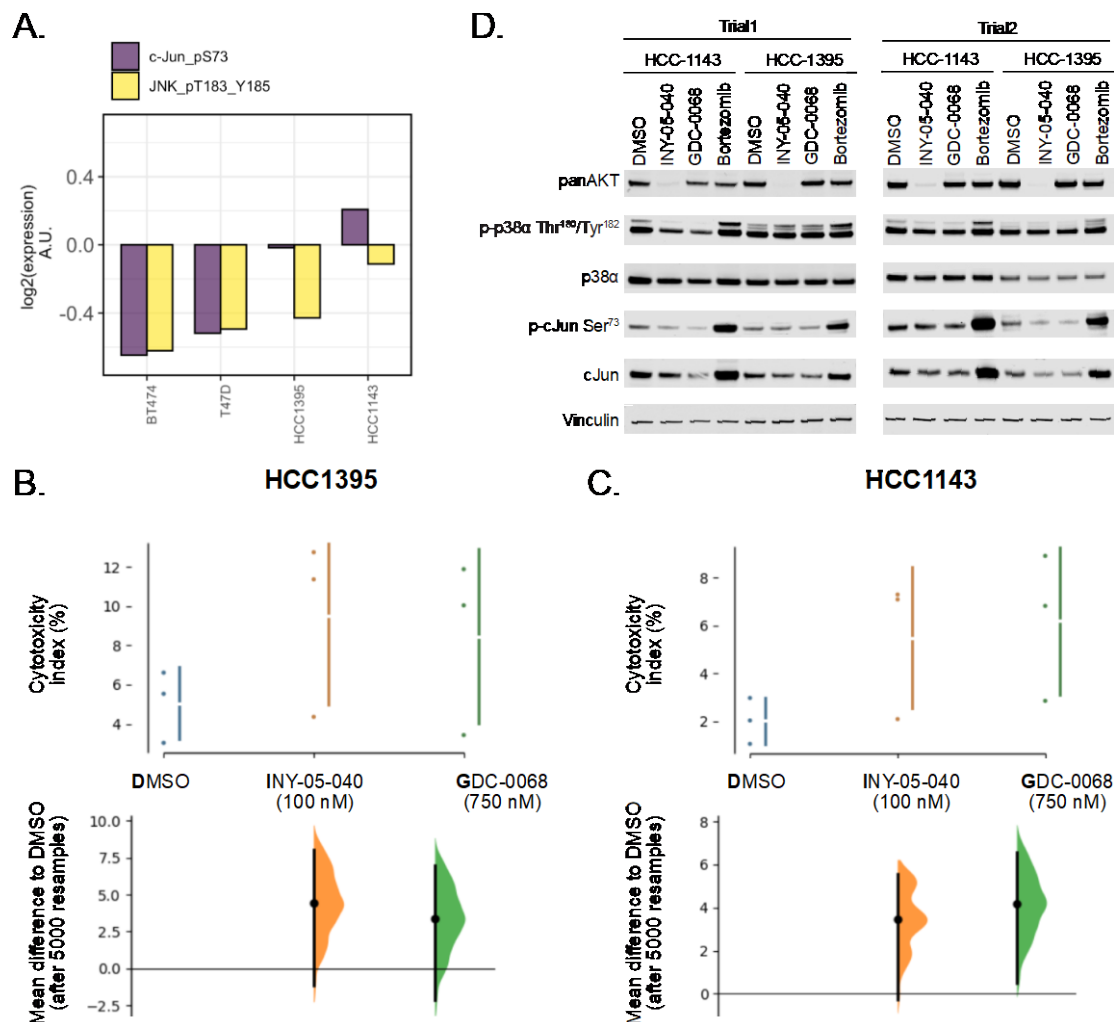 A.
c-Jun_pS73
JNK_pT183_Y185
log2(expression)
A.U.
0.4
0.0
-0.4
BT474
T47D
HCC1395
HCC1143
D.
Trial1
Trial2
HCC-1143
HCC-1395
HCC-1143
HCC-1395
DMSO
INY-05-040
GDC-0068
Bortezomib
DMSO
INY-05-040
GDC-0068
Bortezomib
DMSO
INY-05-040
GDC-0068
Bortezomib
DMSO
INY-05-040
GDC-0068
Bortezomib
panAKT
p-p38α Thr¹⁸⁰/Tyr¹⁸²
p38α
p-cJun Ser⁷³
cJun
Vinculin
B.
HCC1395
Cytotoxicity
index (%)
12
10
8
6
4
DMSO
INY-05-040
(100 nM)
GDC-0068
(750 nM)
Mean difference to DMSO
(after 5000 resamples)
10.0
7.5
5.0
2.5
0.0
−2.5
C.
HCC1143
Cytotoxicity
index (%)
8
6
4
2
DMSO
INY-05-040
(100 nM)
GDC-0068
(750 nM)
Mean difference to DMSO
(after 5000 resamples)
8
6
4
2
0